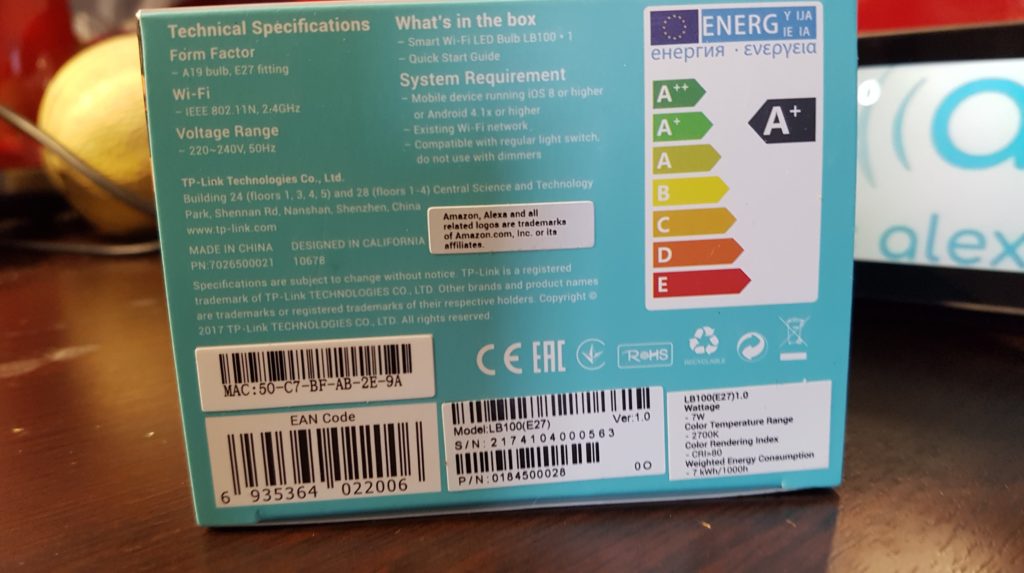 Technical Specifications
Form Factor
- A19 bulb, E27 fitting
Wi-Fi
- IEEE 802.11N, 2.4GHz
Voltage Range
- 220~240V, 50Hz
What's in the box
- Smart Wi-Fi LED Bulb LB100 * 1
- Quick Start Guide
System Requirement
- Mobile device running iOS 8 or higher
or Android 4.1x or higher
- Existing Wi-Fi network
- Compatible with regular light switch,
do not use with dimmers
TP-Link Technologies Co., Ltd.
Building 24 (floors 1, 3, 4, 5) and 28 (floors 1-4) Central Science and Technology
Park, Shennan Rd, Nanshan, Shenzhen, China
www.tp-link.com
MADE IN CHINA DESIGNED IN CALIFORNIA
PN:7026500021 10678
Amazon, Alexa and all
related logos are trademarks
of Amazon.com, Inc. or its
affiliates.
Specifications are subject to change without notice. TP-Link is a registered
trademark of TP-Link TECHNOLOGIES CO., LTD. Other brands and product names
are trademarks or registered trademarks of their respective holders. Copyright ©
2017 TP-Link TECHNOLOGIES CO., LTD. All rights reserved.
ENERG Y IJA
IE IA
енергия · ενεργεια
A++
A+
A
B
C
D
E
A+
CE EAC
RoHS
RECYCLABLE
MAC:50-C7-BF-AB-2E-9A
EAN Code
6 935364 022006
Model:LB100(E27) Ver:1.0
S/N: 2174104000563
P/N:0184500028 00
LB100(E27)1.0
Wattage
- 7W
Color Temperature Range
- 2700K
Color Rendering Index
- CRI≥80
Weighted Energy Consumption
- 7 kWh/1000h
a
alex